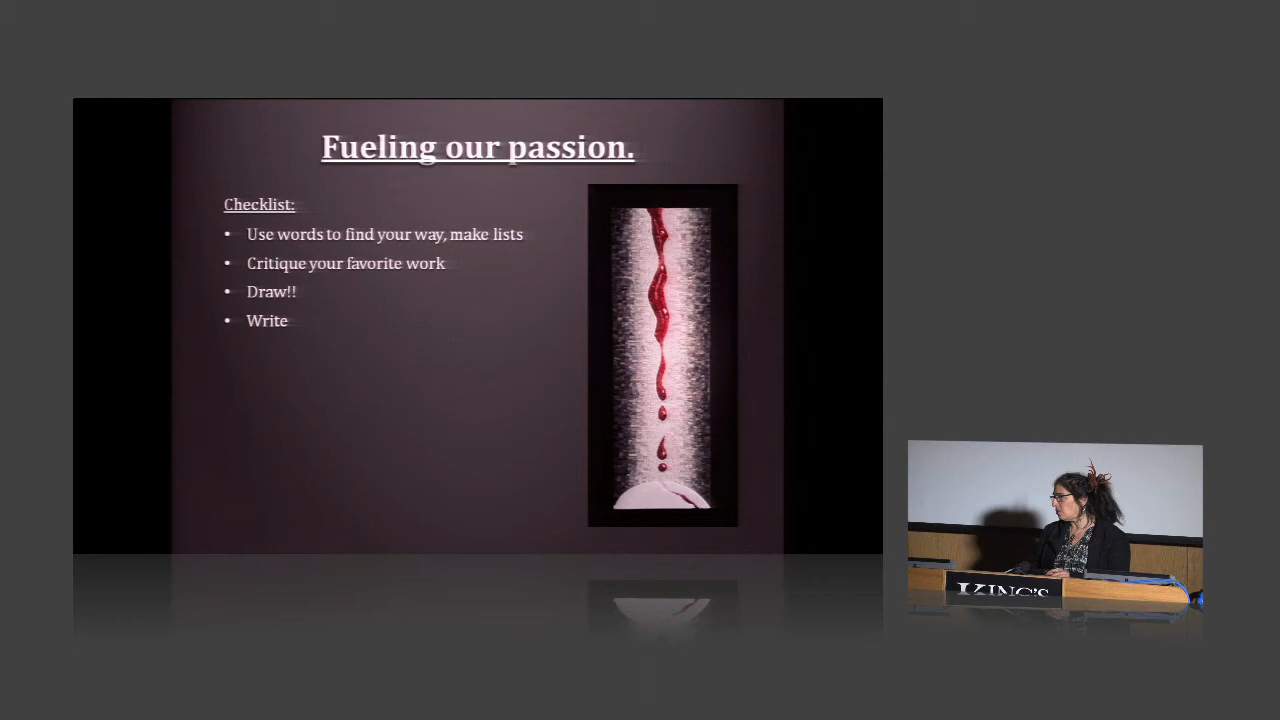 Fueling our passion.
Checklist:
• Use words to find your way, make lists
• Critique your favorite work
• Draw!!
• Write
KING'S